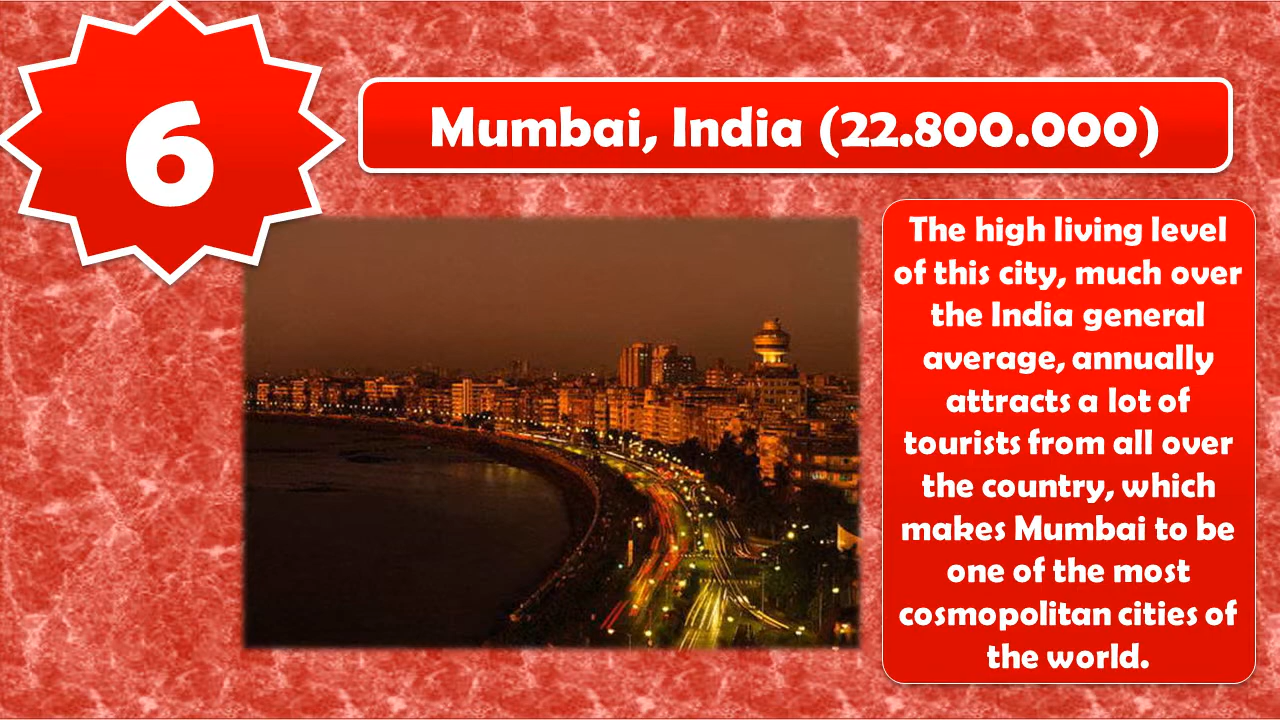 6
Mumbai, India (22.800.000)
The high living level
of this city, much over
the India general
average, annually
attracts a lot of
tourists from all over
the country, which
makes Mumbai to be
one of the most
cosmopolitan cities of
the world.